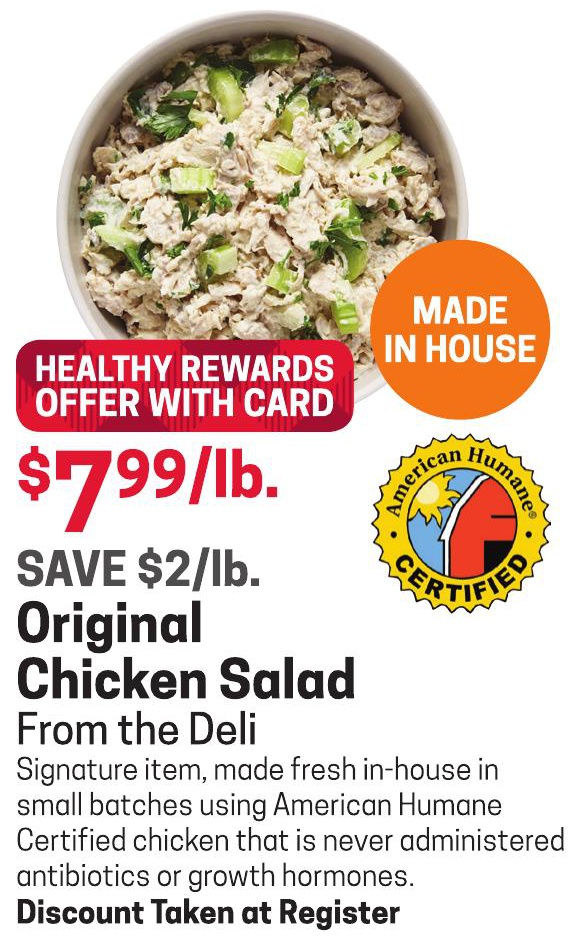 MADE
IN HOUSE
HEALTHY REWARDS
OFFER WITH CARD
$799/lb.
American Humane®
CERTIFIED
SAVE $2/lb.
Original
Chicken Salad
From the Deli
Signature item, made fresh in-house in
small batches using American Humane
Certified chicken that is never administered
antibiotics or growth hormones.
Discount Taken at Register